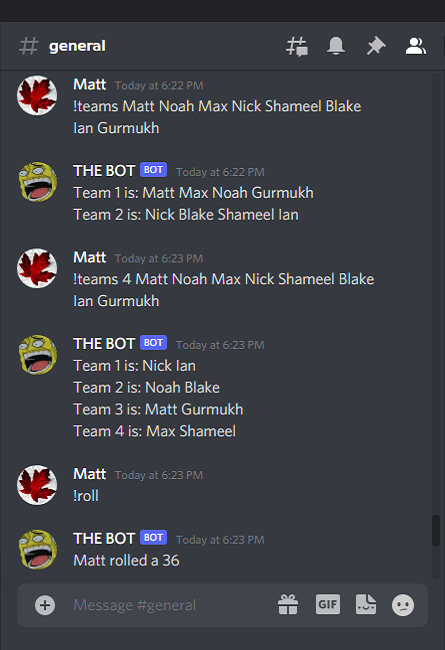 general
Matt Today at 6:22 PM
!teams Matt Noah Max Nick Shameel Blake
Ian Gurmukh
THE BOT BOT Today at 6:22 PM
Team 1 is: Matt Max Noah Gurmukh
Team 2 is: Nick Blake Shameel Ian
Matt Today at 6:23 PM
!teams 4 Matt Noah Max Nick Shameel Blake
Ian Gurmukh
THE BOT BOT Today at 6:23 PM
Team 1 is: Nick Ian
Team 2 is: Noah Blake
Team 3 is: Matt Gurmukh
Team 4 is: Max Shameel
Matt Today at 6:23 PM
!roll
THE BOT BOT Today at 6:23 PM
Matt rolled a 36
Message #general GIF